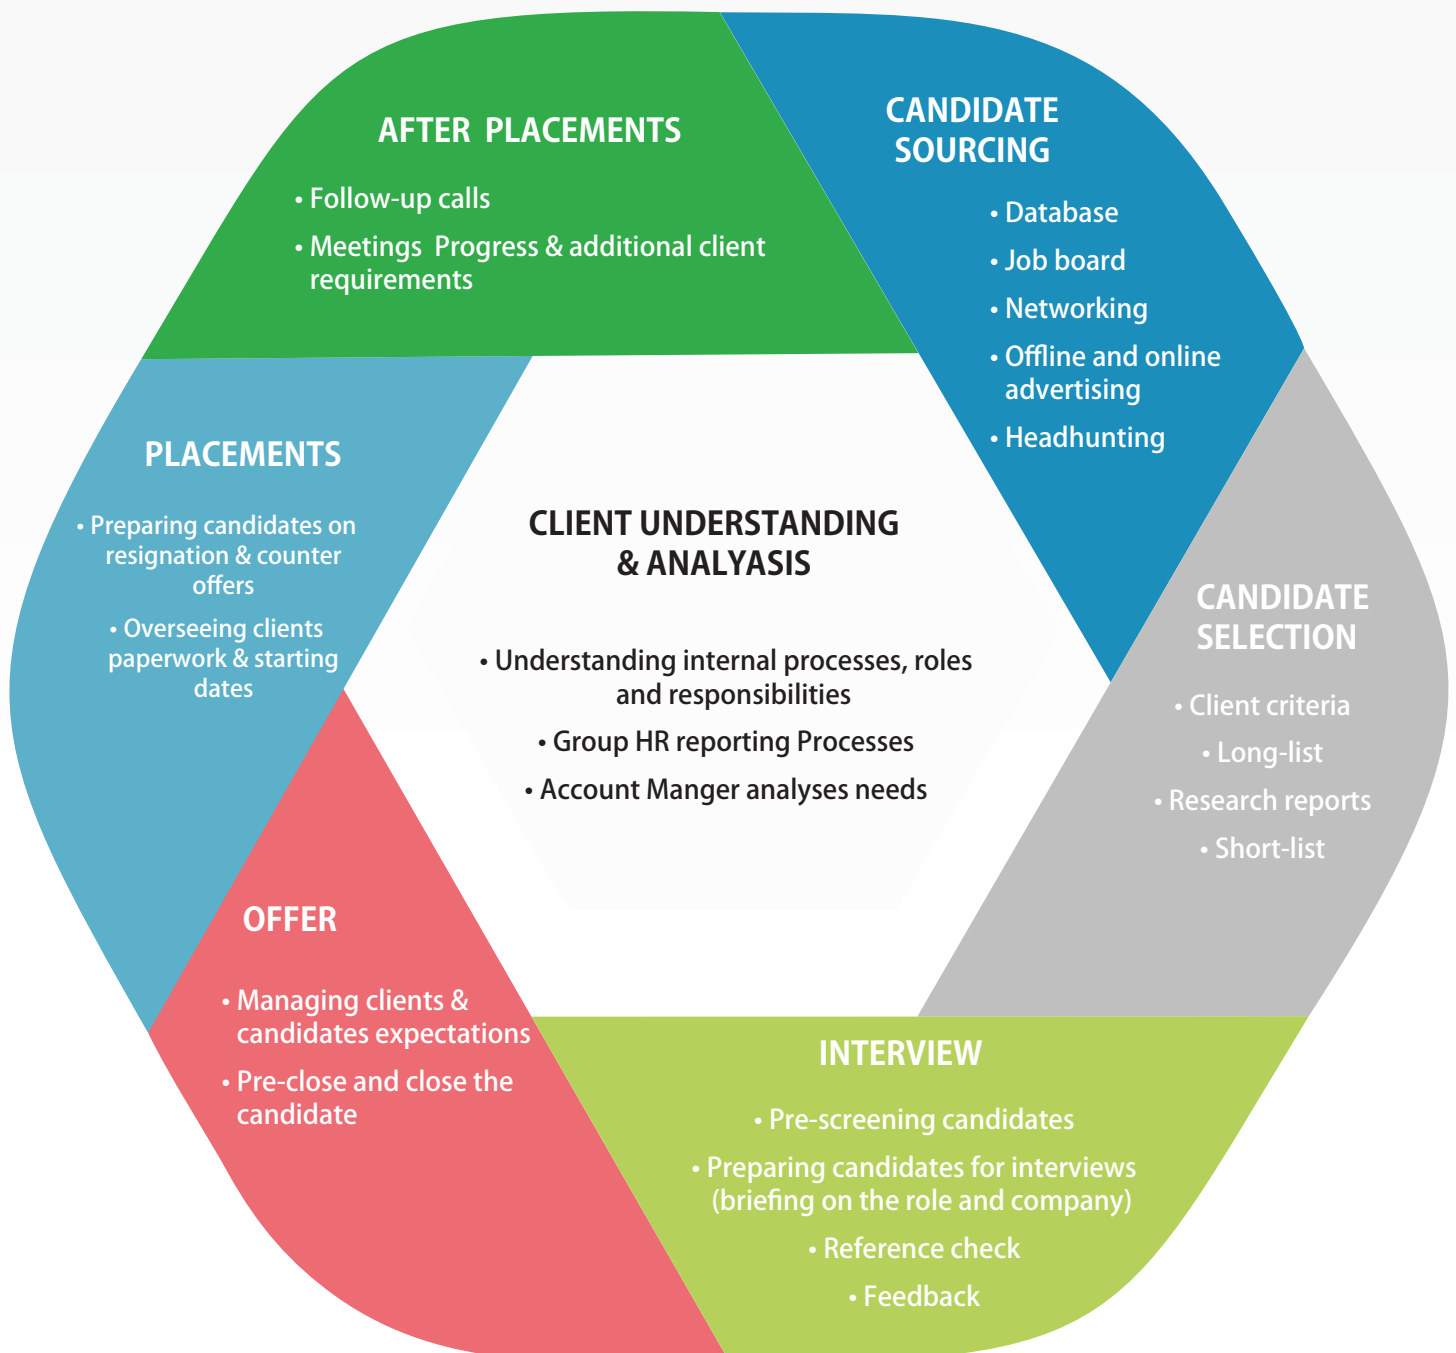 AFTER PLACEMENTS
• Follow-up calls
• Meetings Progress & additional client
requirements
CANDIDATE
SOURCING
• Database
• Job board
• Networking
• Offline and online
advertising
• Headhunting
CANDIDATE
SELECTION
• Client criteria
• Long-list
• Research reports
• Short-list
INTERVIEW
• Pre-screening candidates
• Preparing candidates for interviews
(briefing on the role and company)
• Reference check
• Feedback
OFFER
• Managing clients &
candidates expectations
• Pre-close and close the
candidate
PLACEMENTS
• Preparing candidates on
resignation & counter
offers
• Overseeing clients
paperwork & starting
dates
CLIENT UNDERSTANDING
& ANALYASIS
• Understanding internal processes, roles
and responsibilities
• Group HR reporting Processes
• Account Manger analyses needs